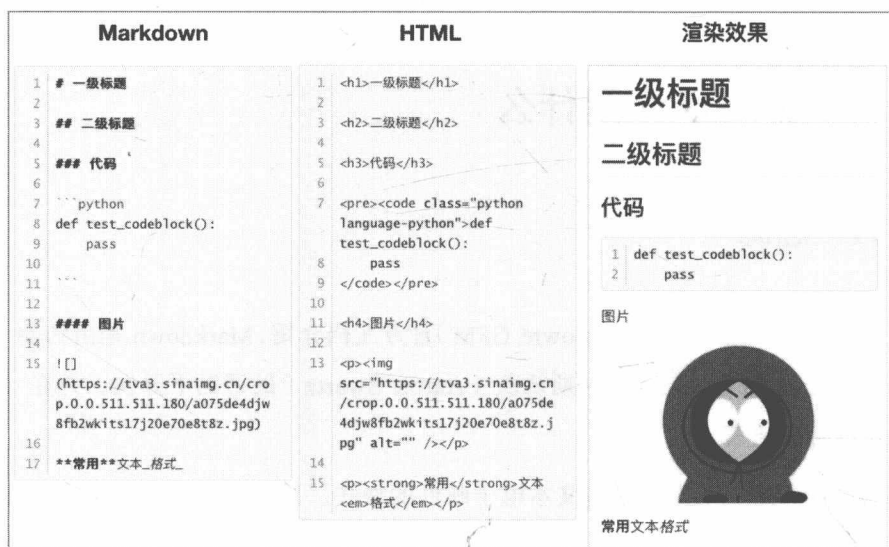 Markdown
HTML
渲染效果
1 # 一级标题
2
3 ## 二级标题
4
5 ### 代码
6
7 ```python
8 def test_codeblock():
9     pass
10
11 ```
12
13 #### 图片
14
15 ![]
(https://tva3.sinaimg.cn/cro
p.0.0.511.511.180/a075de4djw
8fb2wkits17j20e70e8t8z.jpg)
16
17 **常用**文本_格式_
1 <h1>一级标题</h1>
2
3 <h2>二级标题</h2>
4
5 <h3>代码</h3>
6
7 <pre><code class="python
language-python">def
test_codeblock():
8     pass
9 </code></pre>
10
11 <h4>图片</h4>
12
13 <p><img
src="https://tva3.sinaimg.cn
/crop.0.0.511.511.180/a075de
4djw8fb2wkits17j20e70e8t8z.j
pg" alt="" /></p>
14
15 <p><strong>常用</strong>文本
<em>格式</em></p>
一级标题
二级标题
代码
1 def test_codeblock():
2     pass
图片
常用文本格式